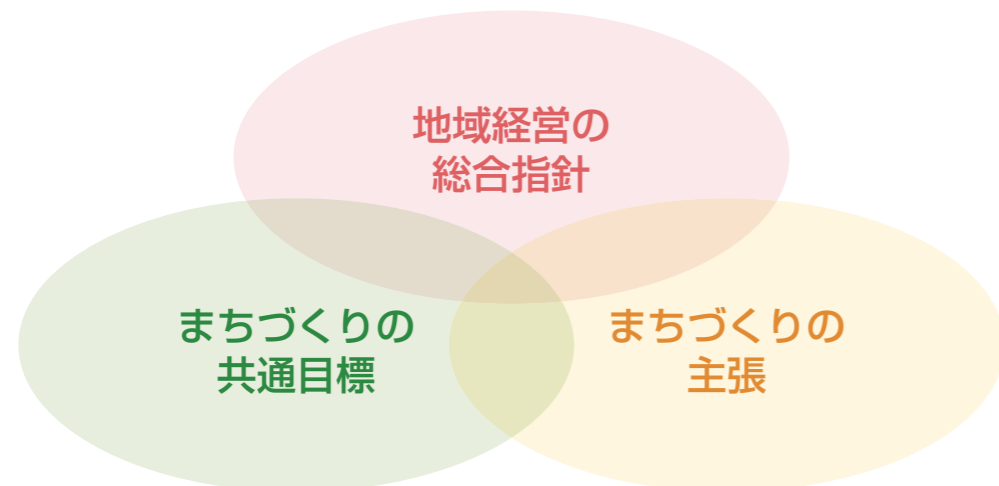 地域経営の
総合指針
まちづくりの
共通目標
まちづくりの
主張